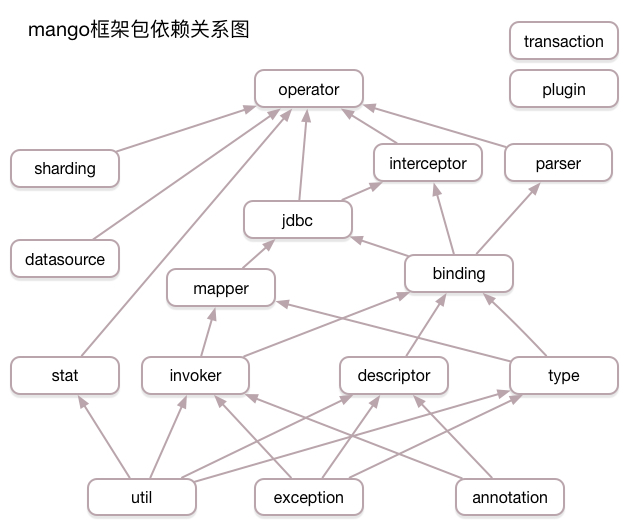 mango框架包依赖关系图
transaction
operator
plugin
sharding
interceptor
parser
jdbc
datasource
mapper
binding
stat
invoker
descriptor
type
util
exception
annotation